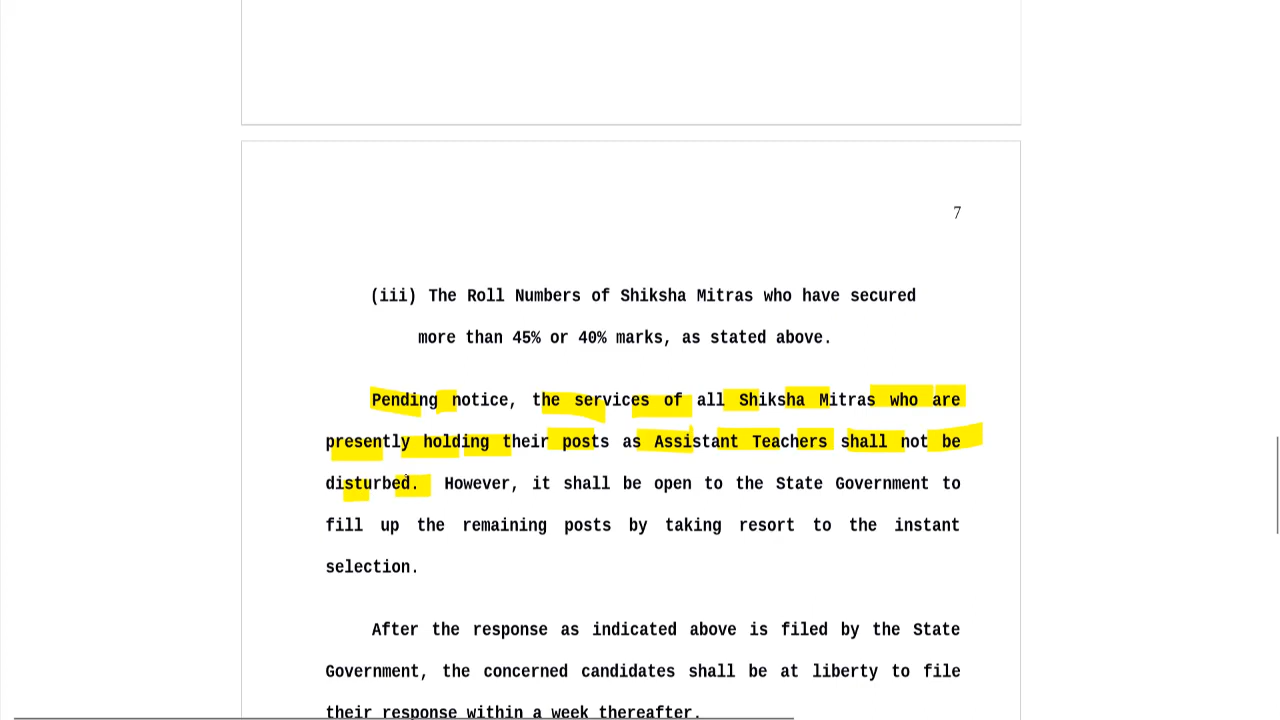 7
(iii) The Roll Numbers of Shiksha Mitras who have secured
more than 45% or 40% marks, as stated above.
Pending notice, the services of all Shiksha Mitras who are
presently holding their posts as Assistant Teachers shall not be
disturbed. However, it shall be open to the State Government to
fill up the remaining posts by taking resort to the instant
selection.
After the response as indicated above is filed by the State
Government, the concerned candidates shall be at liberty to file
their response within a week thereafter.